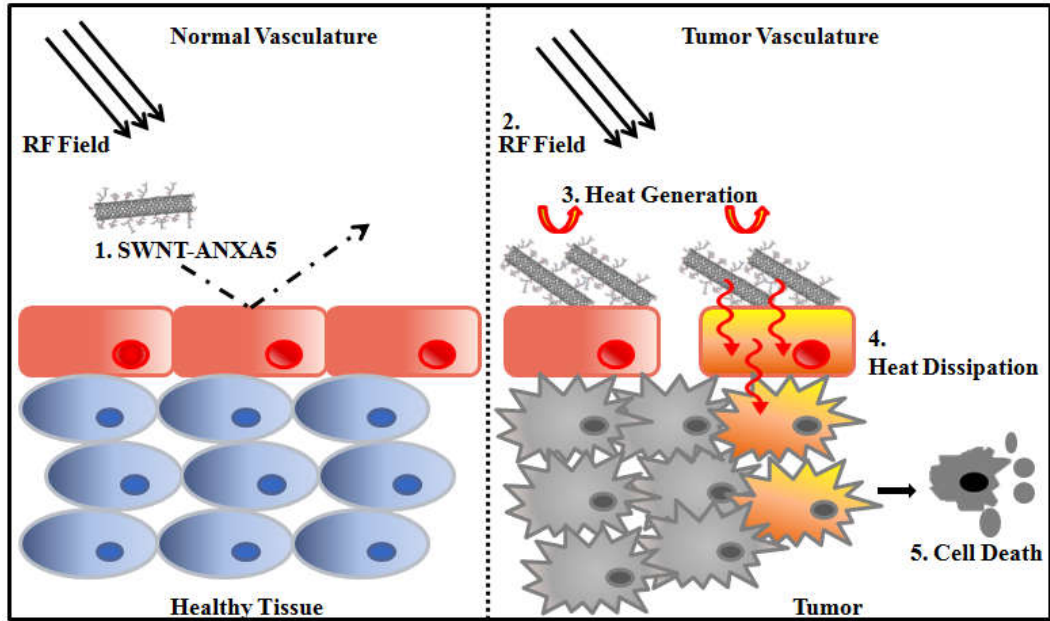 Normal Vasculature
RF Field
1. SWNT-ANXA5
Healthy Tissue
Tumor Vasculature
2.
RF Field
3. Heat Generation
4.
Heat Dissipation
5. Cell Death
Tumor